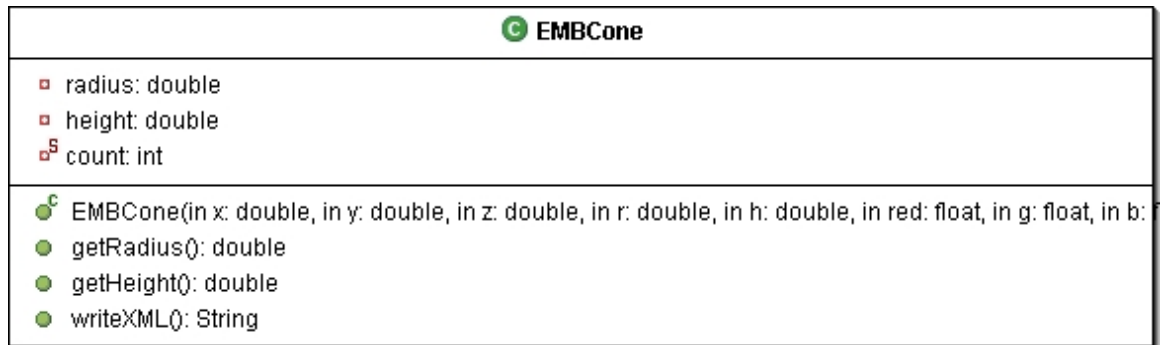 C EMBCone
radius: double
height: double
S count: int
C EMBCone(in x: double, in y: double, in z: double, in r: double, in h: double, in red: float, in g: float, in b:
getRadius(): double
getHeight(): double
writeXML(): String